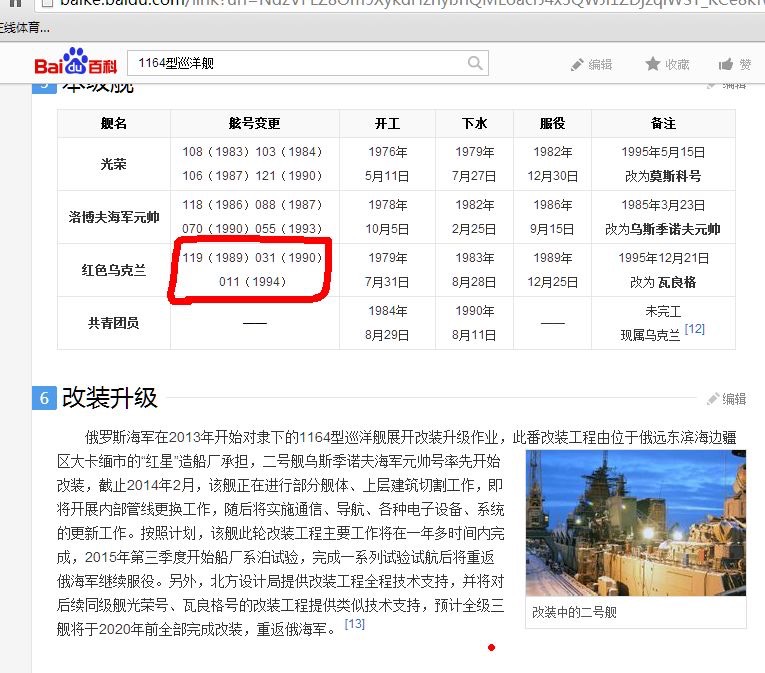 线体育...
Bai du 百科
1164型巡洋舰
编辑 收藏 赞
5 本级舰 编辑
舰名 舷号变更 开工 下水 服役 备注
光荣 108（1983）103（1984） 106（1987）121（1990） 1976年 5月11日 1979年 7月27日 1982年 12月30日 1995年5月15日 改为莫斯科号
洛博夫海军元帅 118（1986）088（1987） 070（1990）055（1993） 1978年 10月5日 1982年 2月25日 1986年 9月15日 1985年3月23日 改为乌斯季诺夫元帅
红色乌克兰 119（1989）031（1990） 011（1994） 1979年 7月31日 1983年 8月28日 1989年 12月25日 1995年12月21日 改为 瓦良格
共青团员 —— 1984年 8月29日 1990年 8月11日 —— 未完工 现属乌克兰 [12]
6 改装升级 编辑
俄罗斯海军在2013年开始对隶下的1164型巡洋舰展开改装升级作业，此番改装工程由位于俄远东滨海边疆
区大卡缅市的“红星”造船厂承担，二号舰乌斯季诺夫海军元帅号率先开始
改装，截止2014年2月，该舰正在进行部分舰体、上层建筑切割工作，即
将开展内部管线更换工作，随后将实施通信、导航、各种电子设备、系统
的更新工作。按照计划，该舰此轮改装工程主要工作将在一年多时间内完
成，2015年第三季度开始船厂系泊试验，完成一系列试验试航后将重返
俄海军继续服役。另外，北方设计局提供改装工程全程技术支持，并将对
后续同级舰光荣号、瓦良格号的改装工程提供类似技术支持，预计全级三
舰将于2020年前全部完成改装，重返俄海军。 [13]
改装中的二号舰